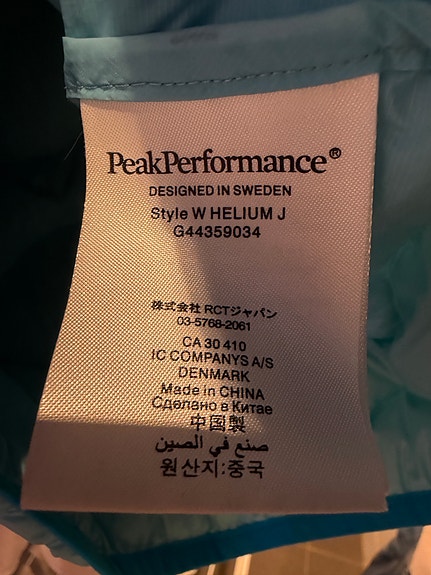 PeakPerformance®
DESIGNED IN SWEDEN
Style W HELIUM J
G44359034
株式会社 RCTジャパン
03-5768-2061
CA 30 410
IC COMPANYS A/S
DENMARK
Made in CHINA
Сделано в Китае
中国製
صنع في الصين
원산지:중국